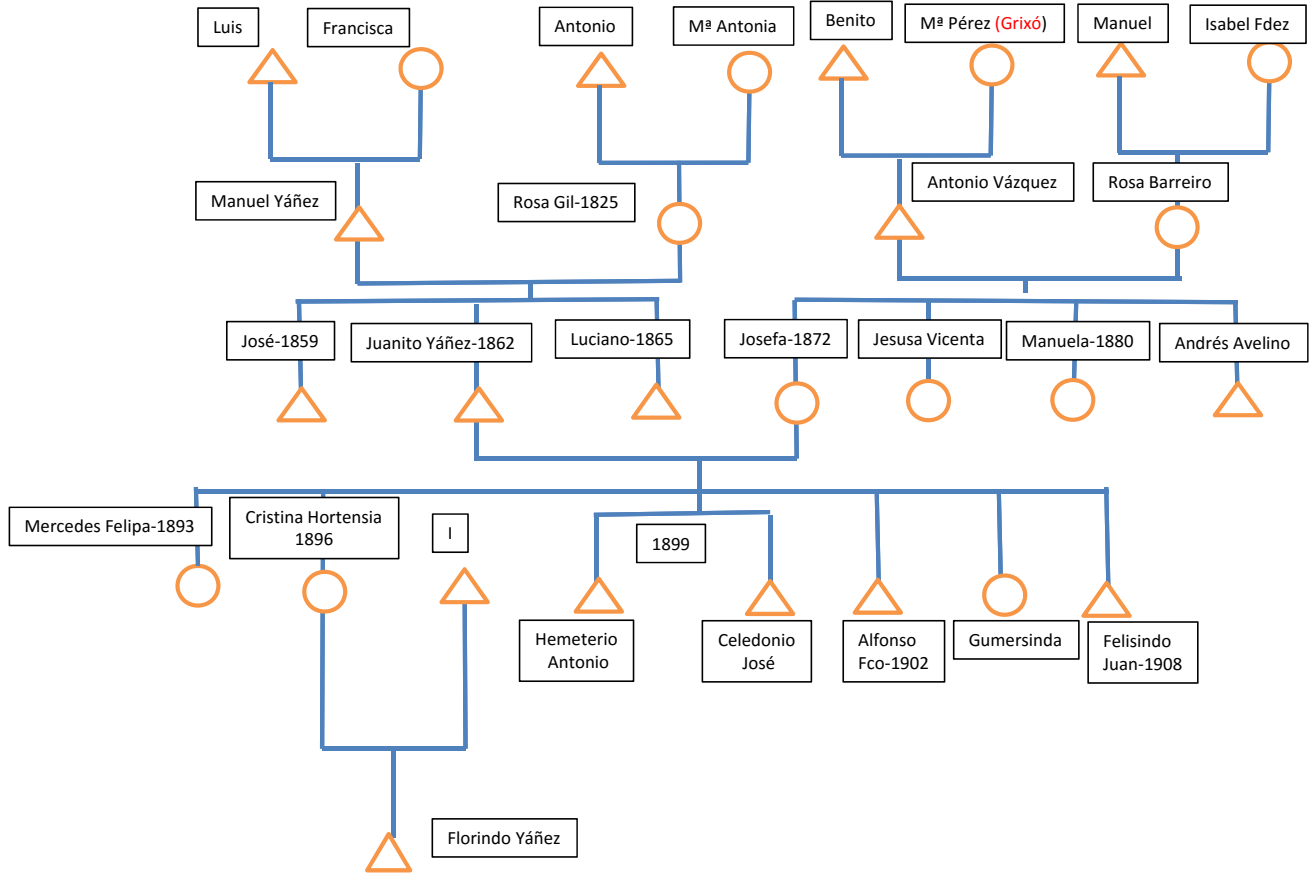 Luis
Francisca
Antonio
Mª Antonia
Benito
Mª Pérez (Grixó)
Manuel
Isabel Fdez
Manuel Yáñez
Rosa Gil-1825
Antonio Vázquez
Rosa Barreiro
José-1859
Juanito Yáñez-1862
Luciano-1865
Josefa-1872
Jesusa Vicenta
Manuela-1880
Andrés Avelino
Mercedes Felipa-1893
Cristina Hortensia
1896
I
1899
Hemeterio
Antonio
Celedonio
José
Alfonso
Fco-1902
Gumersinda
Felisindo
Juan-1908
Florindo Yáñez